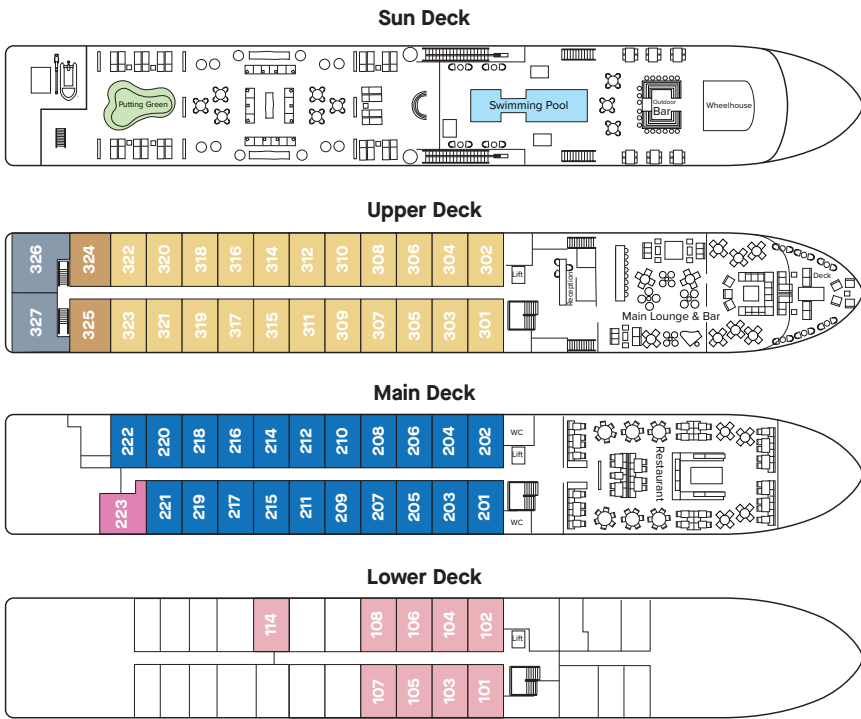 Sun Deck
Putting Green
Swimming Pool
Outdoor
Bar
Wheelhouse
Upper Deck
326 324 322 320 318 316 314 312 310 308 306 304 302
Lift
Reception
Deck
Main Lounge & Bar
327 325 323 321 319 317 315 311 309 307 305 303 301
Main Deck
222 220 218 216 214 212 210 208 206 204 202
WC
Lift
Restaurant
223 221 219 217 215 211 209 207 205 203 201
WC
Lower Deck
114 108 106 104 102
Lift
107 105 103 101